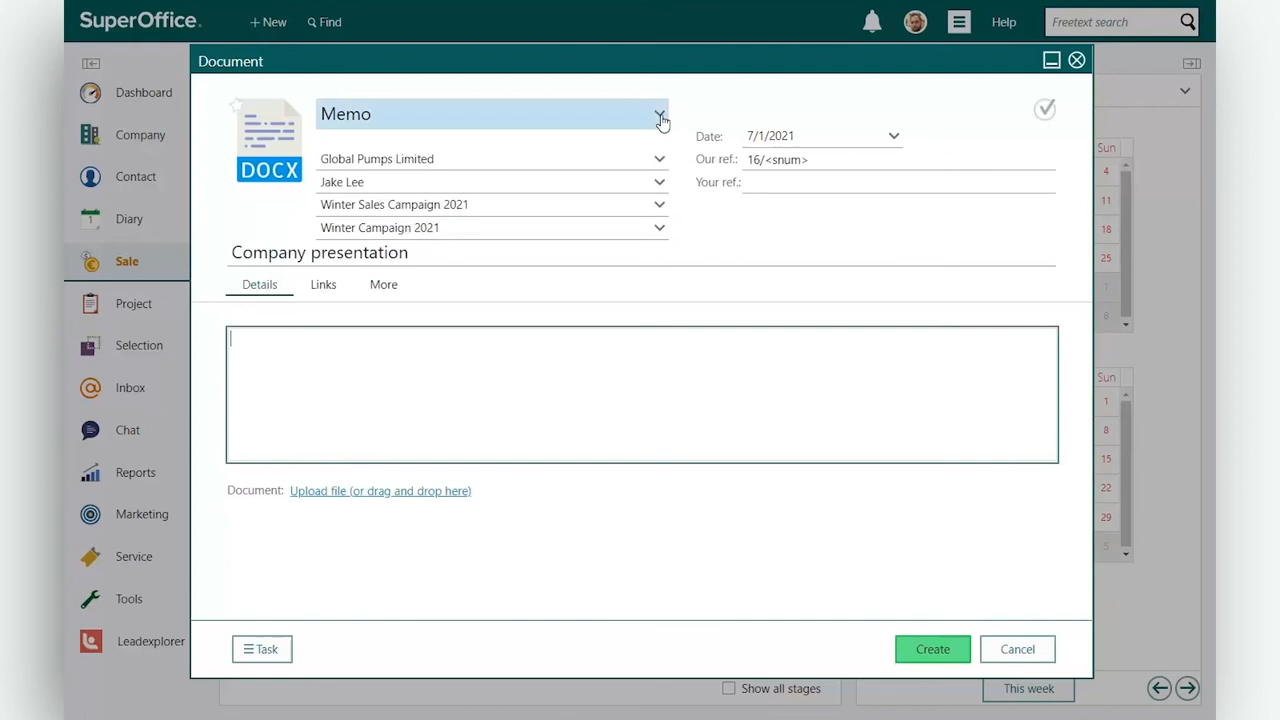 SuperOffice.
+ New
Find
Help
Freetext search
Document
Dashboard
Company
Contact
1
Diary
Sale
Project
Selection
Inbox
Chat
Reports
Marketing
Service
Tools
Leadexplorer
DOCX
Memo
Global Pumps Limited
Jake Lee
Winter Sales Campaign 2021
Winter Campaign 2021
Date: 7/1/2021
Our ref.: 16/<snum>
Your ref.:
Company presentation
Details
Links
More
Document: Upload file (or drag and drop here)
Task
Create
Cancel
Sun
4
11
18
25
1
8
Sun
1
8
15
22
29
5
Show all stages
This week